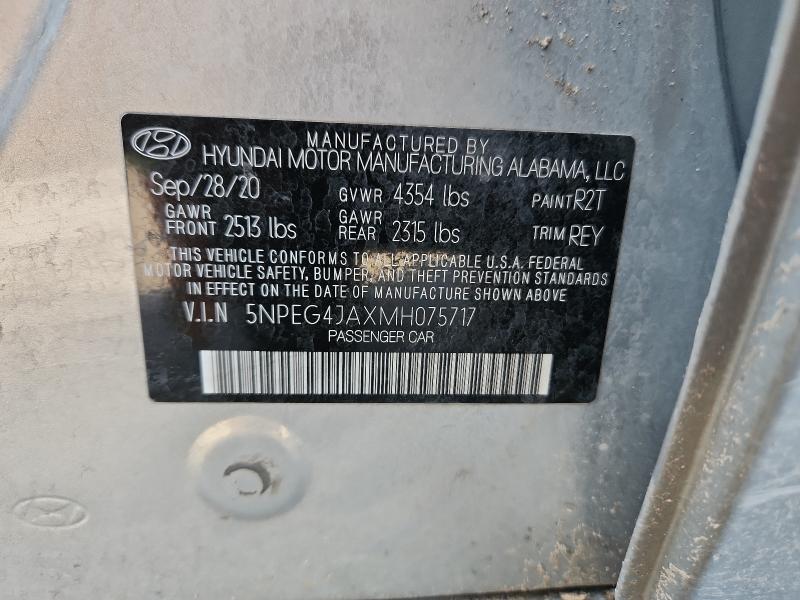 MANUFACTURED BY
HYUNDAI MOTOR MANUFACTURING ALABAMA, LLC
Sep/28/20 GVWR 4354 lbs PAINT R2T
GAWR FRONT 2513 lbs GAWR REAR 2315 lbs TRIM REY
THIS VEHICLE CONFORMS TO ALL APPLICABLE U.S.A. FEDERAL
MOTOR VEHICLE SAFETY, BUMPER, AND THEFT PREVENTION STANDARDS
IN EFFECT ON THE DATE OF MANUFACTURE SHOWN ABOVE
V.I.N 5NPEG4JAXMH075717
PASSENGER CAR